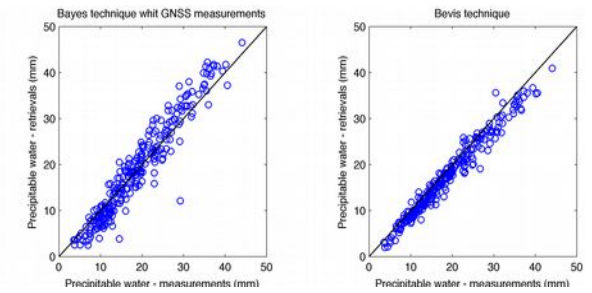 Bayes technique whit GNSS measurements
50
40
30
20
10
0
Precipitable water - retrievals (mm)
0 10 20 30 40 50
Precipitable water - measurements (mm)
Bevis technique
50
40
30
20
10
0
Precipitable water - retrievals (mm)
0 10 20 30 40 50
Precipitable water - measurements (mm)